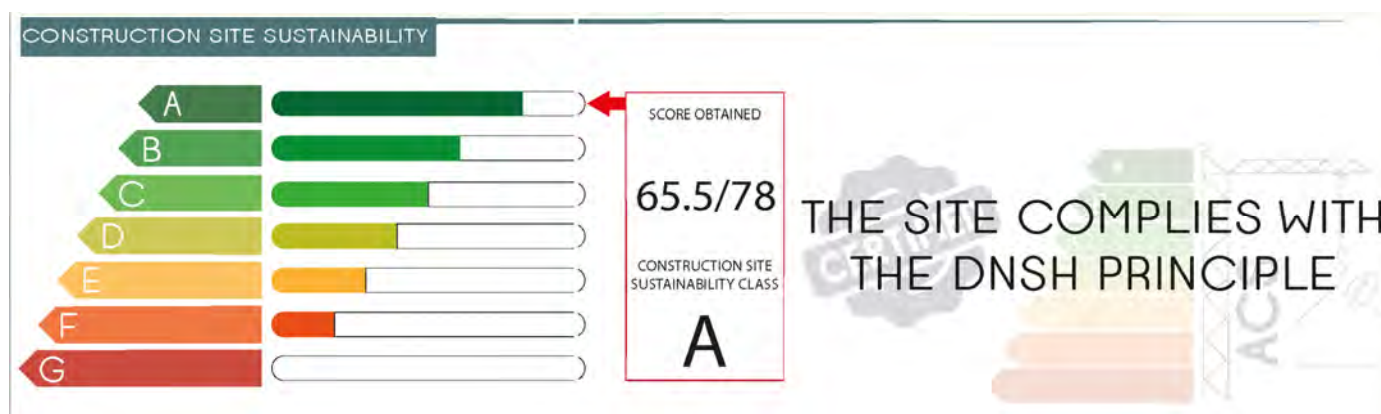 CONSTRUCTION SITE SUSTAINABILITY
A
B
C
D
E
F
G
SCORE OBTAINED
65.5/78
CONSTRUCTION SITE
SUSTAINABILITY CLASS
A
THE SITE COMPLIES WITH
THE DNSH PRINCIPLE